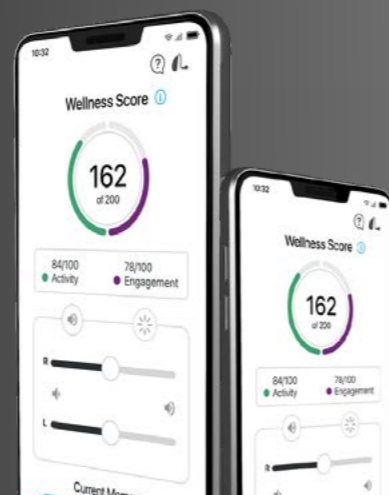 10:32
Wellness Score
162
of 200
84/100
Activity
78/100
Engagement
R
L
10:32
Wellness Score
162
of 200
84/100
Activity
78/100
Engagement
R